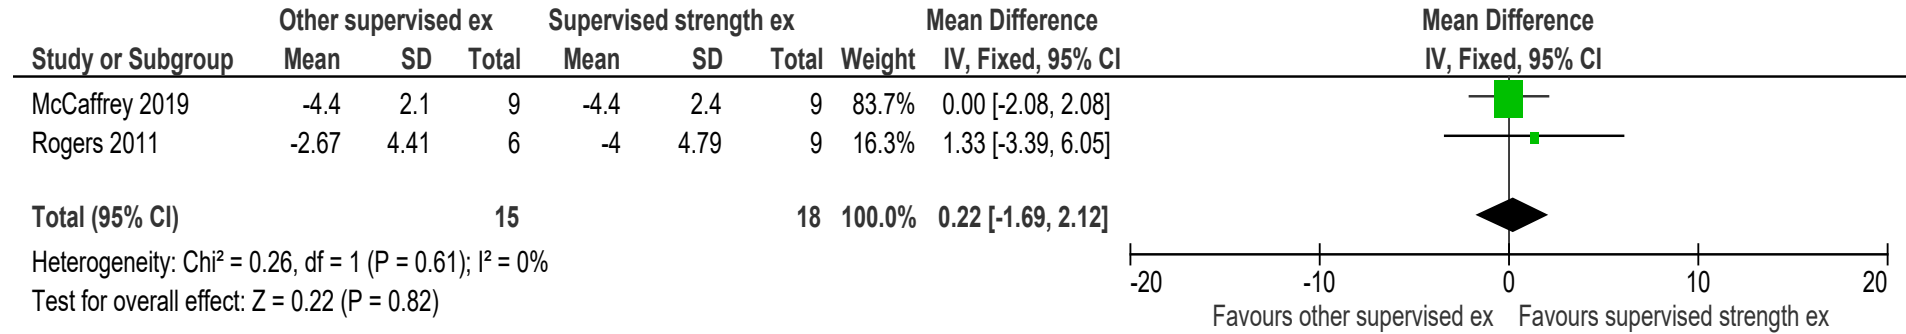 Other supervised ex Supervised strength ex Mean Difference Mean Difference
Study or Subgroup Mean SD Total Mean SD Total Weight IV, Fixed, 95% CI IV, Fixed, 95% CI
McCaffrey 2019 -4.4 2.1 9 -4.4 2.4 9 83.7% 0.00 [-2.08, 2.08]
Rogers 2011 -2.67 4.41 6 -4 4.79 9 16.3% 1.33 [-3.39, 6.05]
Total (95% CI) 15 18 100.0% 0.22 [-1.69, 2.12]
Heterogeneity: Chi² = 0.26, df = 1 (P = 0.61); I² = 0%
Test for overall effect: Z = 0.22 (P = 0.82)
-20 -10 0 10 20
Favours other supervised ex Favours supervised strength ex